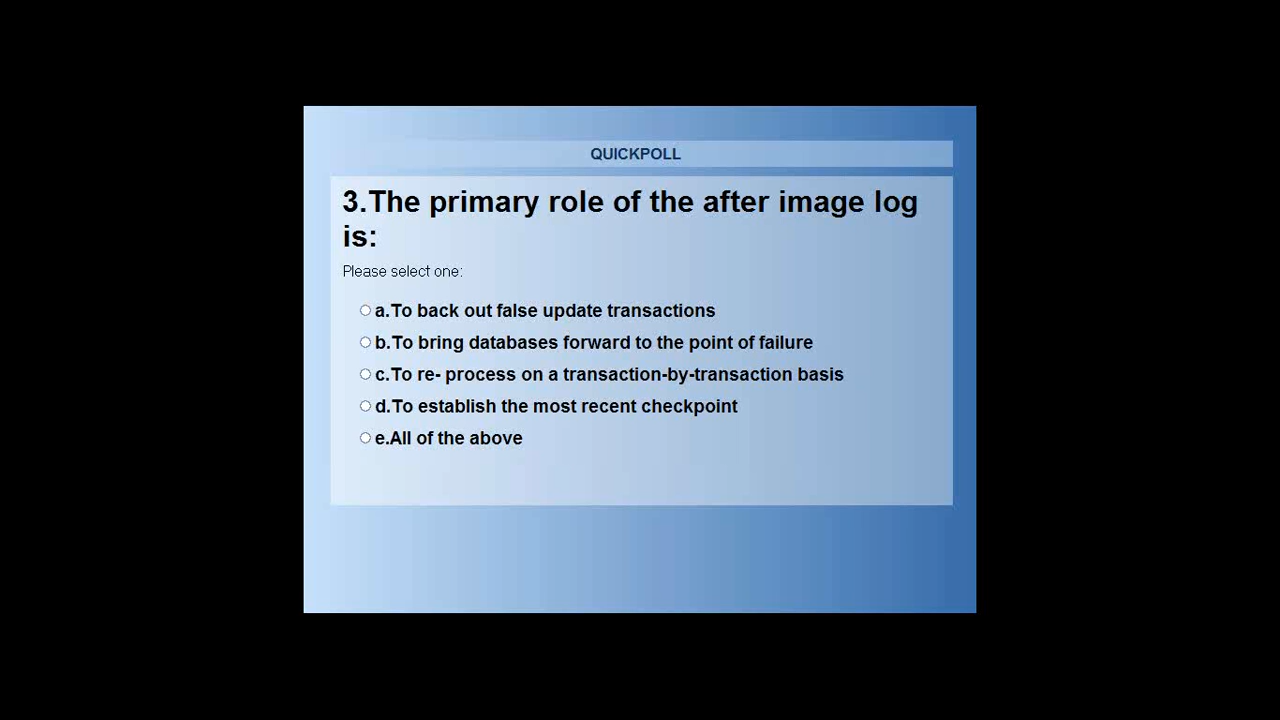 QUICKPOLL
3.The primary role of the after image log
is:
Please select one:
a.To back out false update transactions
b.To bring databases forward to the point of failure
c.To re- process on a transaction-by-transaction basis
d.To establish the most recent checkpoint
e.All of the above